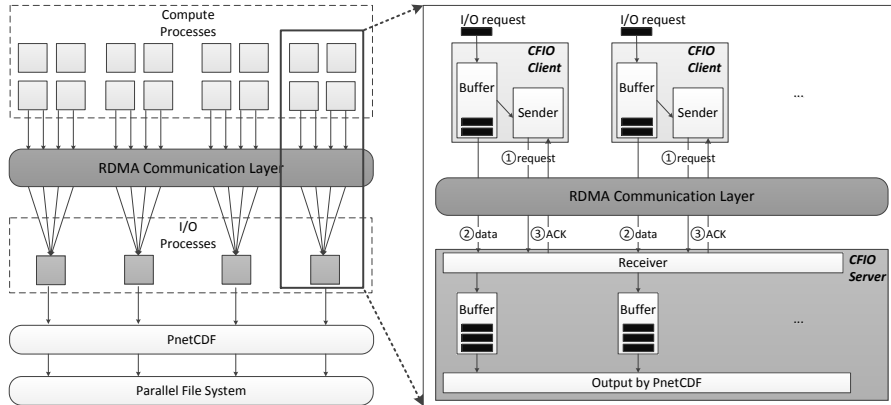 Compute
Processes
RDMA Communication Layer
I/O
Processes
PnetCDF
Parallel File System
I/O request
I/O request
CFIO
Client
CFIO
Client
Buffer
Sender
Buffer
Sender
...
①request
①request
RDMA Communication Layer
②data
③ACK
②data
③ACK
Receiver
CFIO
Server
Buffer
Buffer
...
Output by PnetCDF